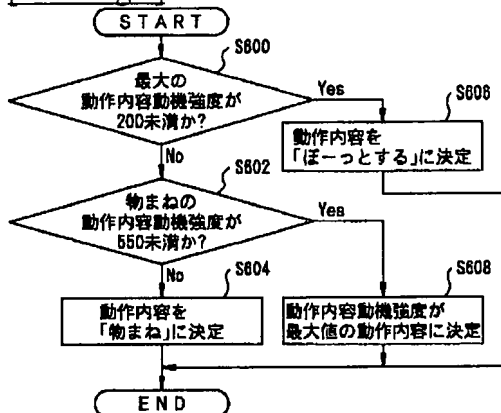 START
S600
最大の
動作内容動機強度が
200未満か?
Yes
S606
動作内容を
「ぼーっとする」に決定
No
S602
物まねの
動作内容動機強度が
550未満か?
Yes
No
S604
動作内容を
「物まね」に決定
S608
動作内容動機強度が
最大値の動作内容に決定
END